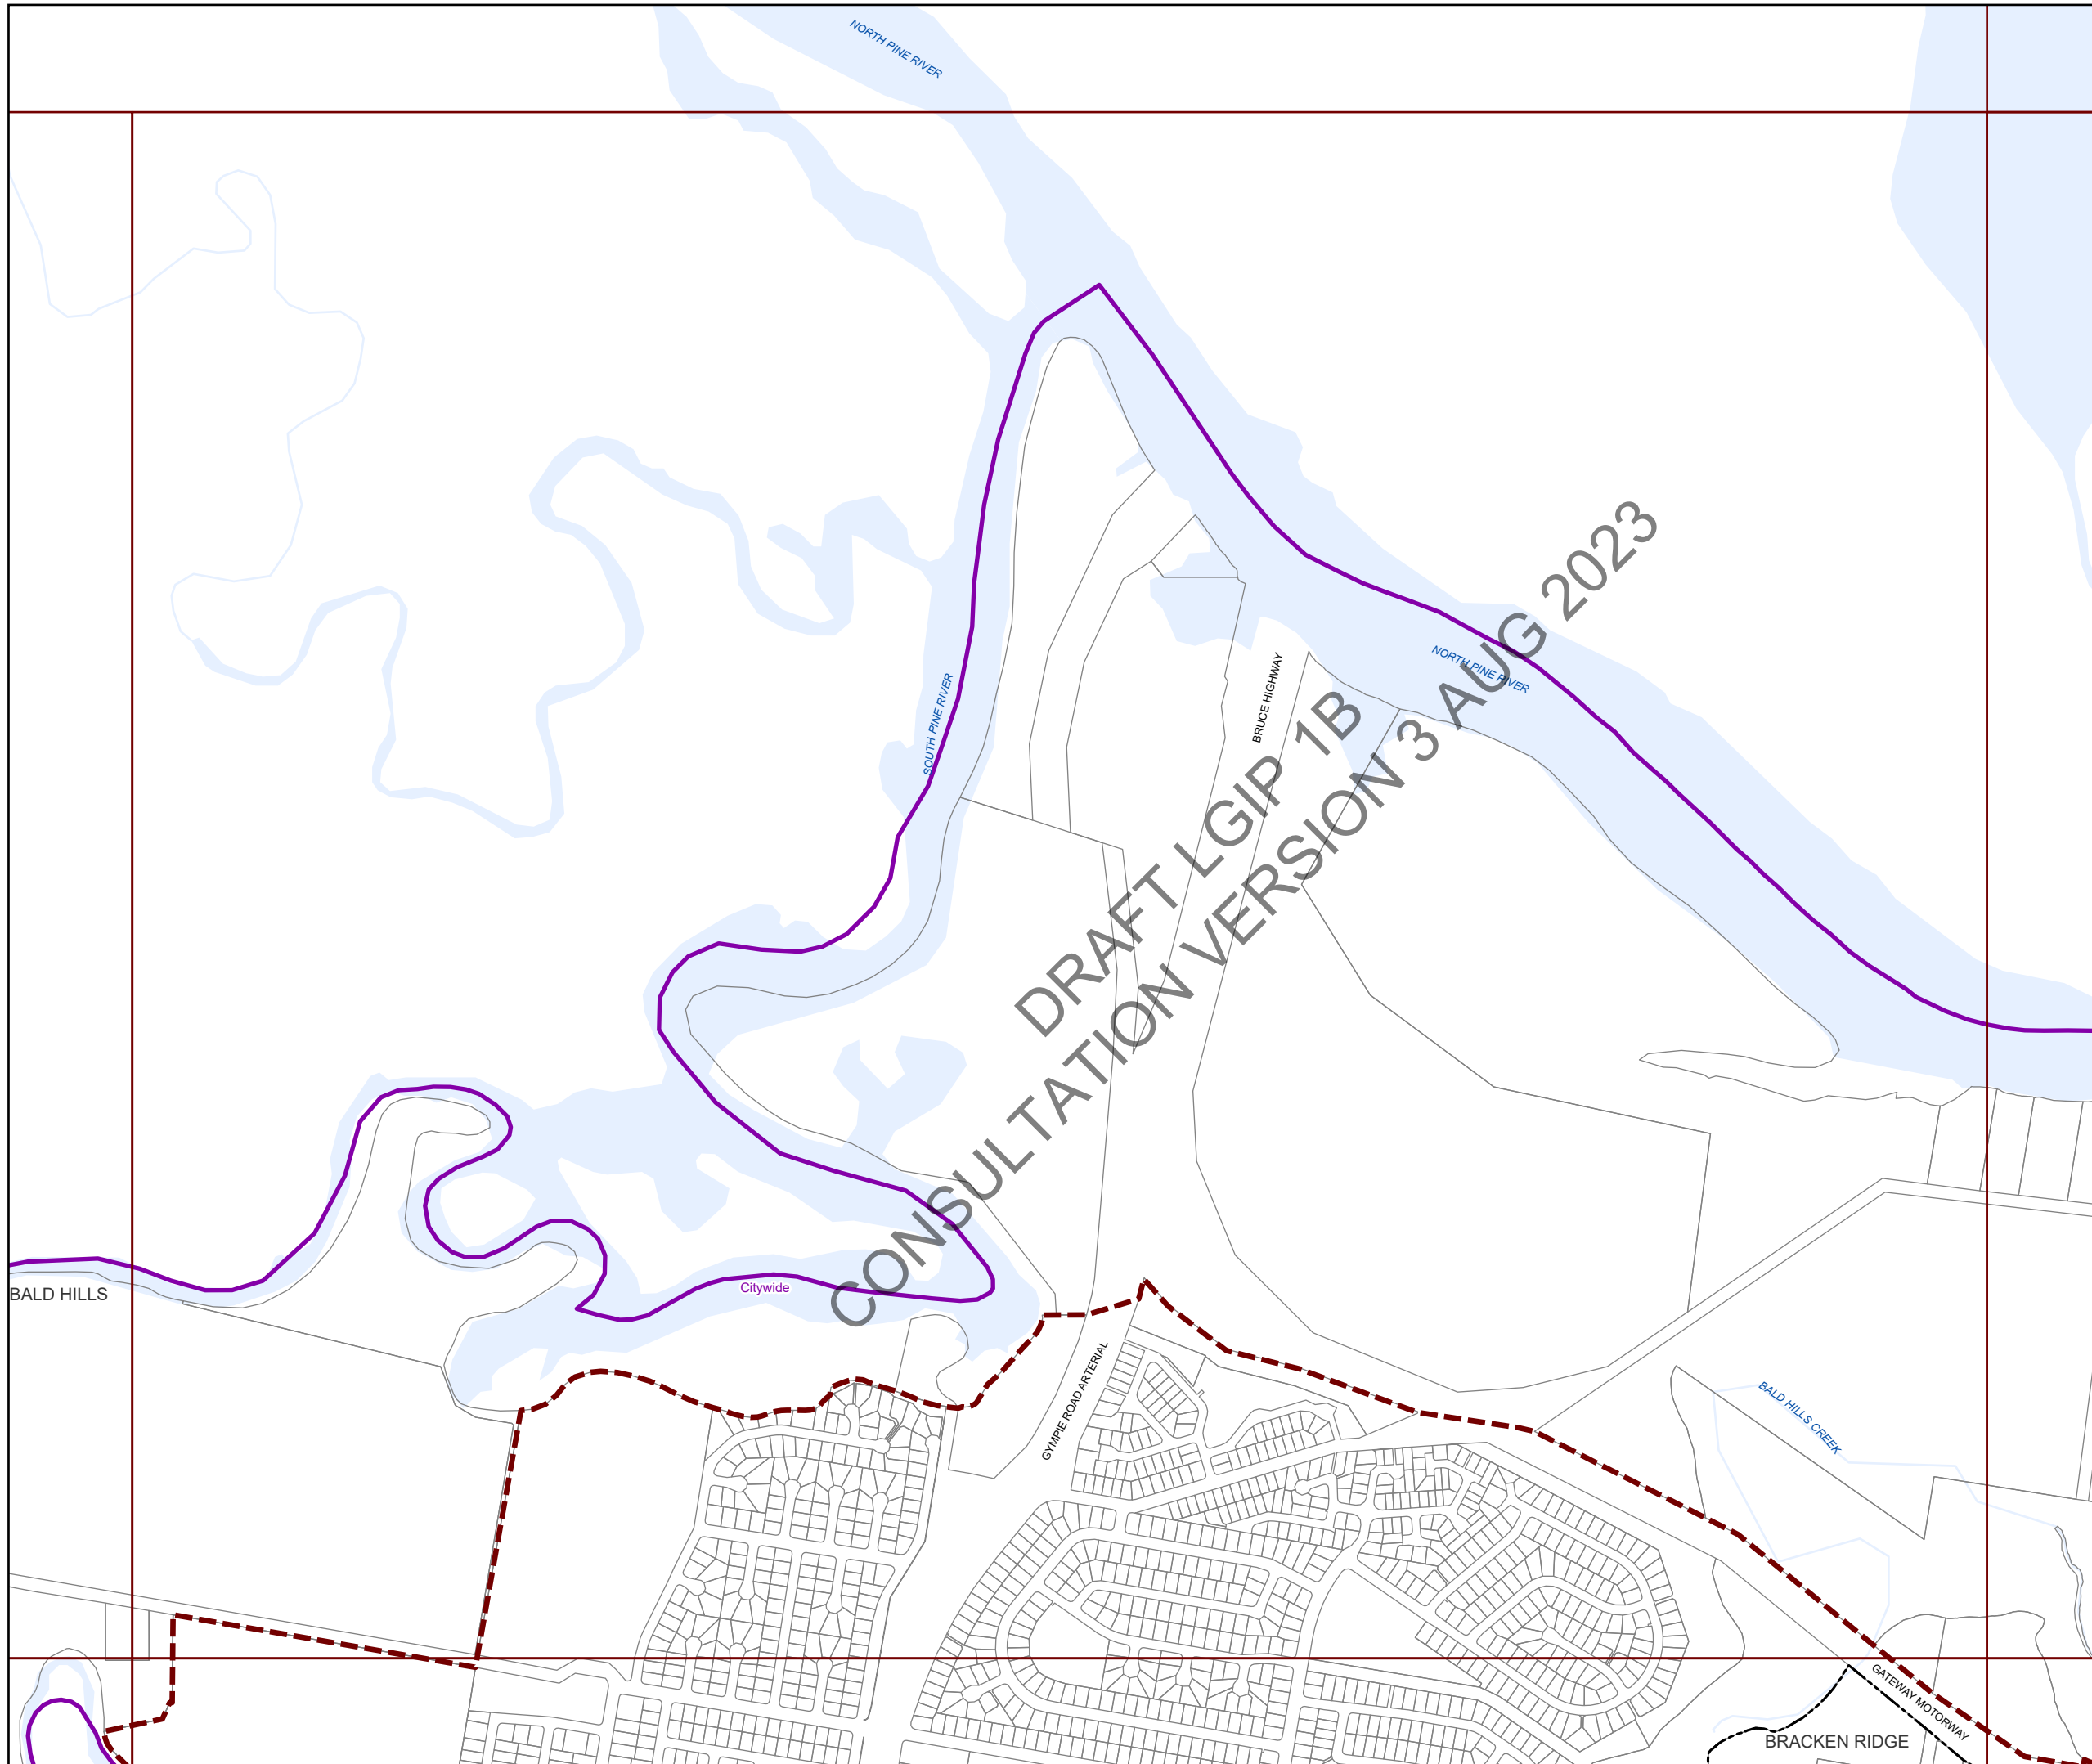 NORTH PINE RIVER
SOUTH PINE RIVER
BRUCE HIGHWAY
NORTH PINE RIVER
DRAFT LGIP 1B
CONSULTATION VERSION 3 AUG 2023
BALD HILLS
Citywide
GYMPIE ROAD ARTERIAL
BALD HILLS CREEK
GATEWAY MOTORWAY
BRACKEN RIDGE